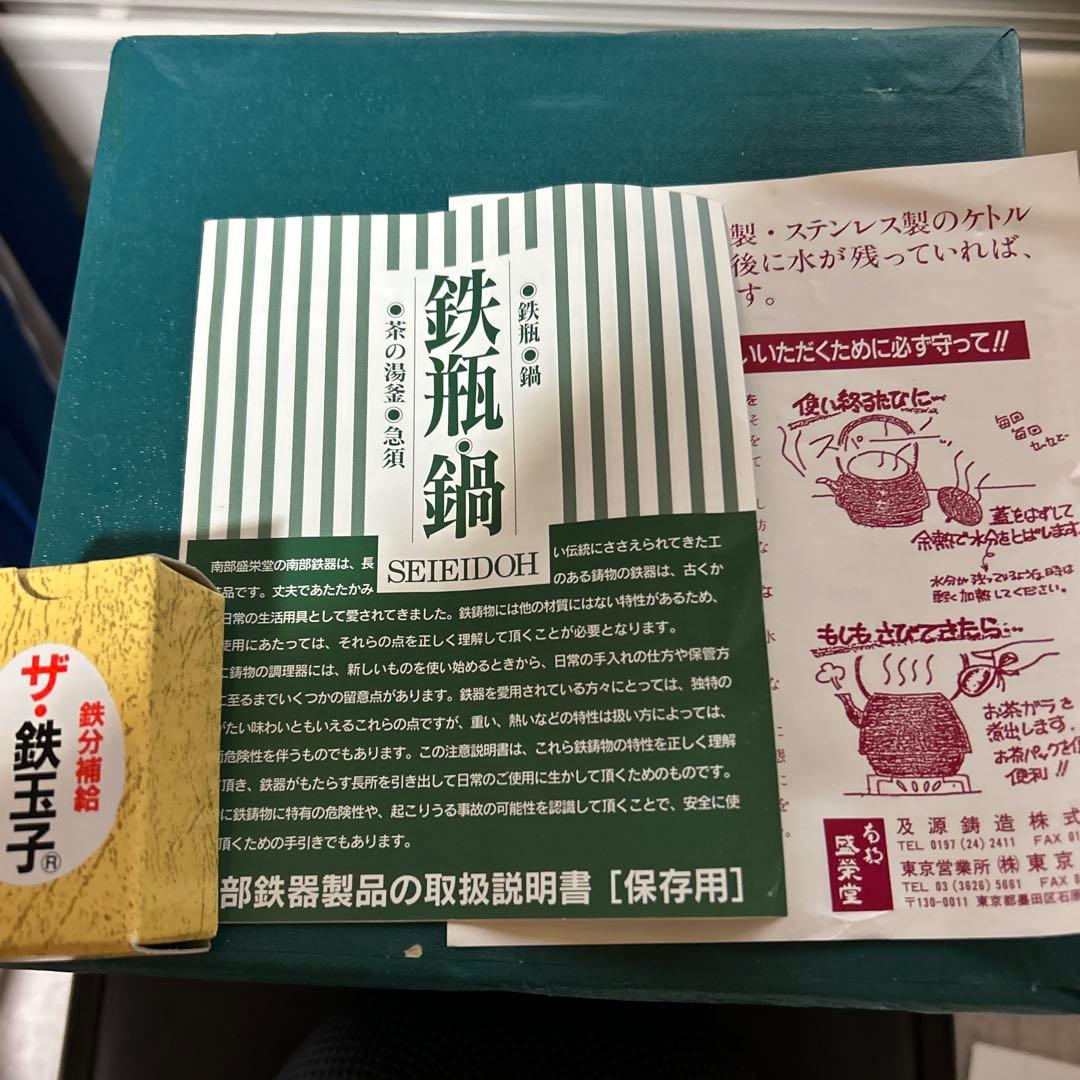 鉄瓶・鍋
●鉄瓶●鍋
●茶の湯釜●急須
SEIEIDOH
南部盛栄堂の南部鉄器は、長い伝統にささえられてきた工
品です。丈夫であたたかみのある鋳物の鉄器は、古くか
日常の生活用具として愛されてきました。鉄鋳物には他の材質にはない特性があるため、
使用にあたっては、それらの点を正しく理解して頂くことが必要となります。
に鋳物の調理器には、新しいものを使い始めるときから、日常の手入れの仕方や保管方
に至るまでいくつかの留意点があります。鉄器を愛用されている方々にとっては、独特の
がたい味わいともいえるこれらの点ですが、重い、熱いなどの特性は扱い方によっては、
危険性を伴うものでもあります。この注意説明書は、これら鉄鋳物の特性を正しく理解
頂き、鉄器がもたらす長所を引き出して日常のご使用に生かして頂くためのものです。
に鉄鋳物に特有の危険性や、起こりうる事故の可能性を認識して頂くことで、安全に使
頂くための手引きでもあります。
部鉄器製品の取扱説明書［保存用］
鉄分補給
ザ・鉄玉子®
製・ステンレス製のケトル
後に水が残っていれば、
す。
いいただくために必ず守って!!
使い終るたびに…
毎回
毎回
蓋をはずして
余熱で水分をとばします
水分が残っているような時は
軽く加熱してください。
もしも、さびてきたら…
お茶がラを
煮出します。
お茶パックを使
便利!!
南部
盛栄堂
及源鋳造株式
TEL 0197 (24) 2411 FAX 01
東京営業所 ㈱ 東京
TEL 03 (3626) 5661 FAX 0
〒130-0011 東京都墨田区石原